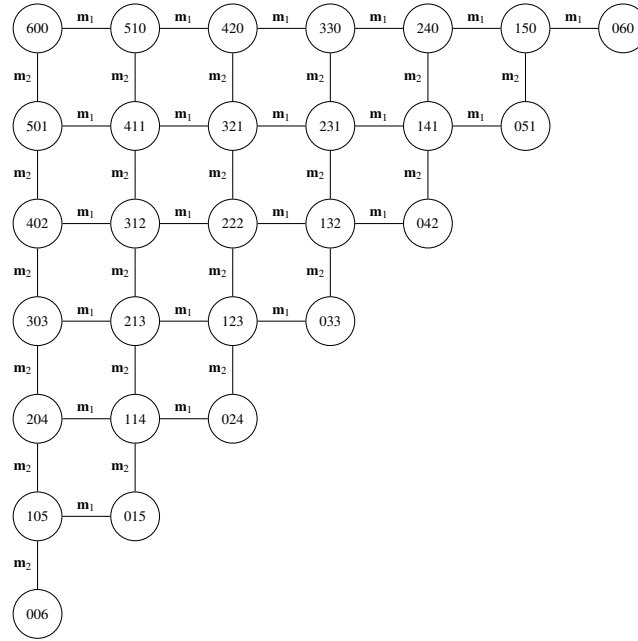 m₁ m₁ m₁ m₁ m₁ m₁
600 510 420 330 240 150 060
m₂ m₂ m₂ m₂ m₂ m₂
m₁ m₁ m₁ m₁ m₁
501 411 321 231 141 051
m₂ m₂ m₂ m₂ m₂
m₁ m₁ m₁ m₁
402 312 222 132 042
m₂ m₂ m₂ m₂
m₁ m₁ m₁
303 213 123 033
m₂ m₂ m₂
m₁ m₁
204 114 024
m₂ m₂
m₁
105 015
m₂
006